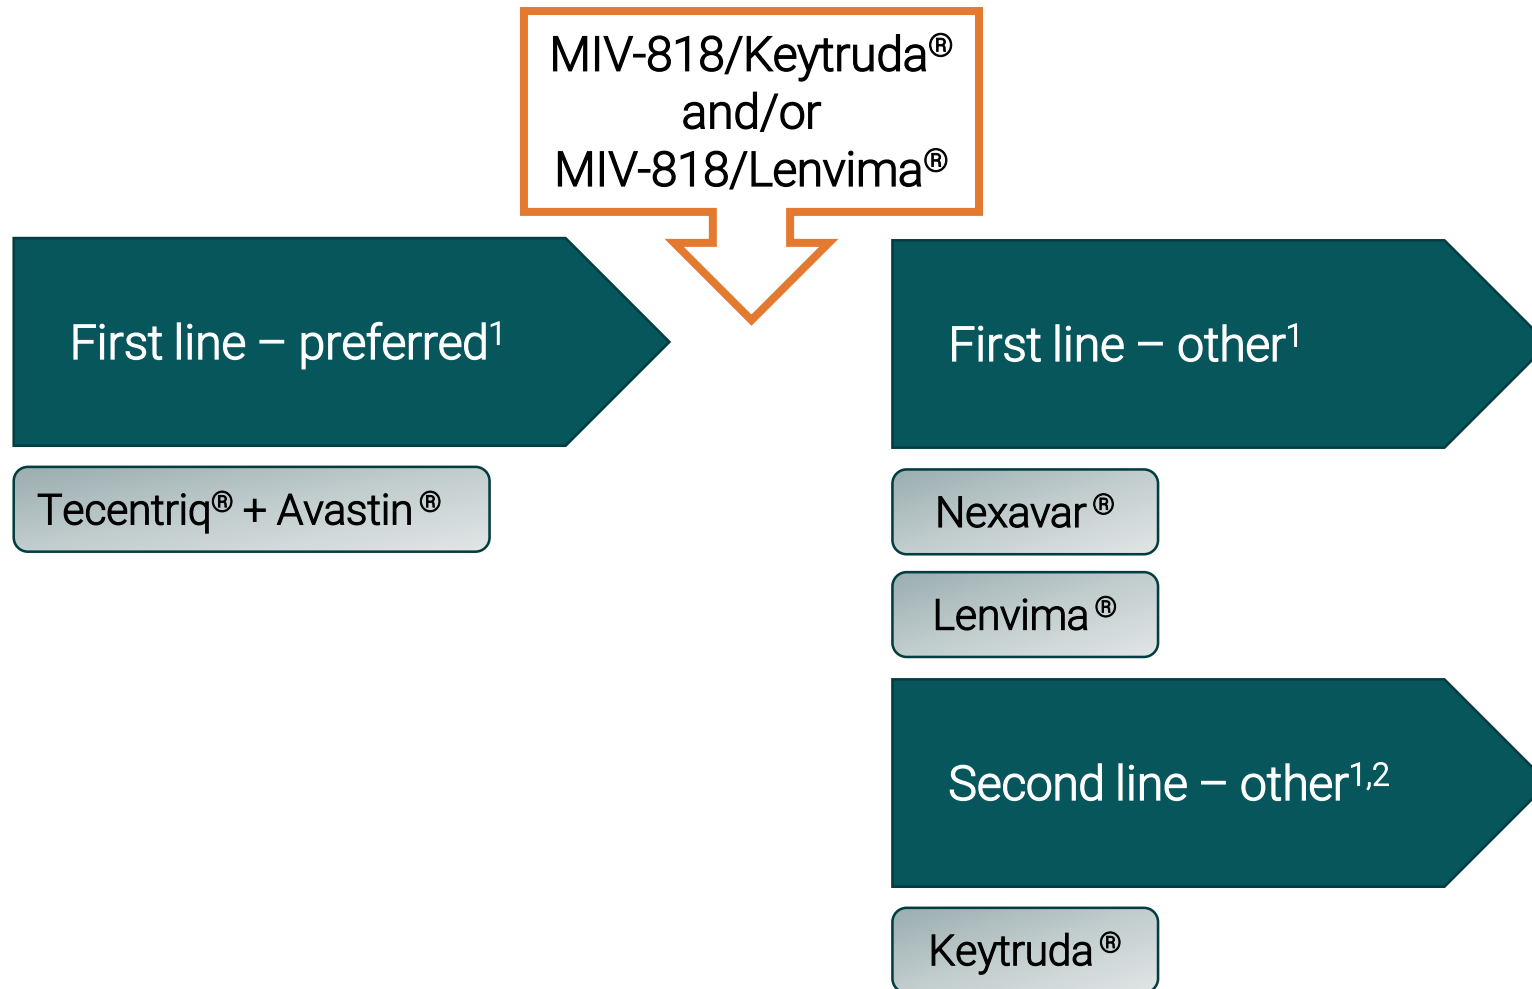 MIV-818/Keytruda®
and/or
MIV-818/Lenvima®
First line – preferred¹
Tecentriq® + Avastin®
First line – other¹
Nexavar®
Lenvima®
Second line – other¹,²
Keytruda®